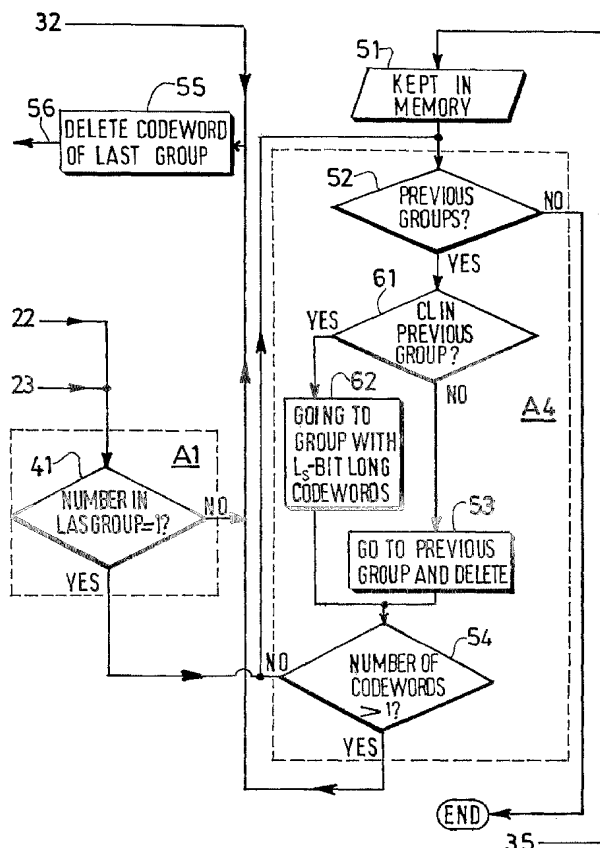 32
51
KEPT IN
MEMORY
55
56
DELETE CODEWORD
OF LAST GROUP
52
PREVIOUS
GROUPS?
NO
YES
61
22
YES
CL IN
PREVIOUS
GROUP?
62
NO
23
GOING TO
GROUP WITH
LS-BIT LONG
CODEWORDS
A4
A1
41
NUMBER IN
LASGROUP=1?
NO
53
GO TO PREVIOUS
GROUP AND DELETE
YES
54
NO
NUMBER OF
CODEWORDS
>1?
YES
END
35